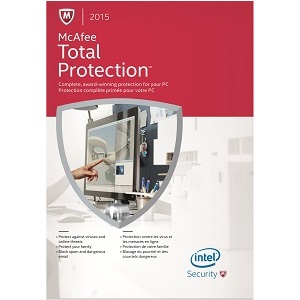 2015
McAfee
Total
Protection™
Complete, award-winning protection for your PC
Protection complète primée pour votre PC
• Protect against viruses and
online threats
• Protect your family
• Block spam and dangerous
email
• Protection contre les virus et
les menaces en ligne
• Protection de votre famille
• Blocage du pourriel et des
courriels dangereux
intel
Security